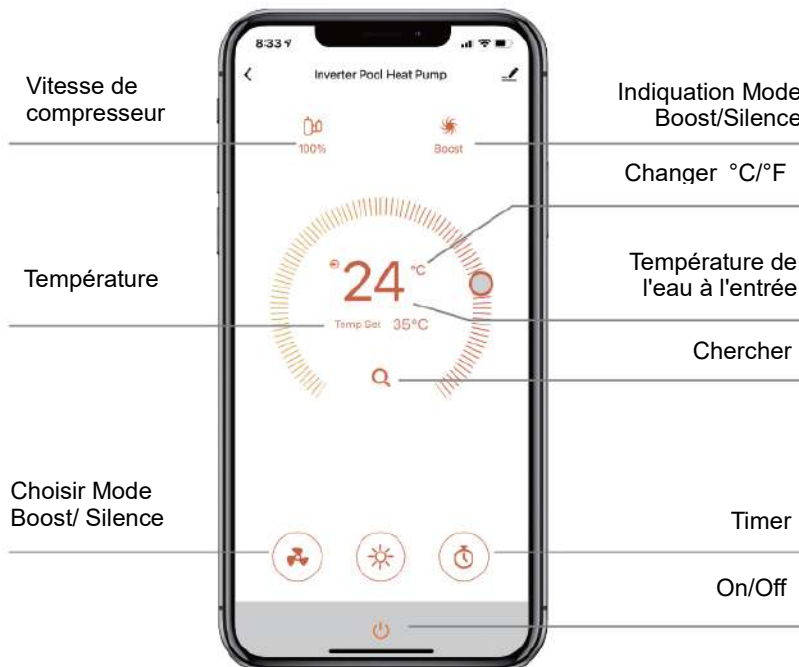 8:33
Inverter Pool Heat Pump
Vitesse de
compresseur
100%
Boost
Indiquation Mode
Boost/Silence
Changer °C/°F
24 °C
Température de
l'eau à l'entrée
Température
Temp Set 35°C
Chercher
Choisir Mode
Boost/ Silence
Timer
On/Off